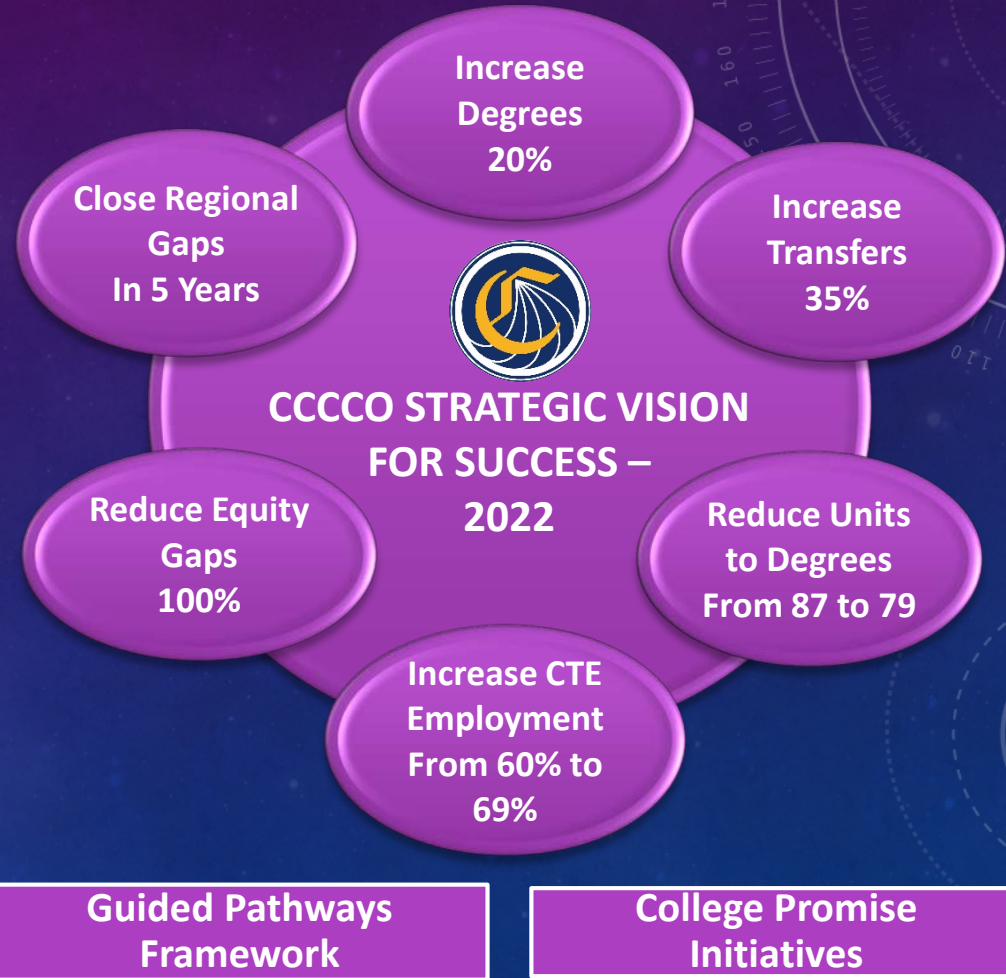 Increase
Degrees
20%
Close Regional
Gaps
In 5 Years
Increase
Transfers
35%
C
CCCCO STRATEGIC VISION
FOR SUCCESS –
2022
Reduce Equity
Gaps
100%
Reduce Units
to Degrees
From 87 to 79
Increase CTE
Employment
From 60% to
69%
Guided Pathways
Framework
College Promise
Initiatives
160
110